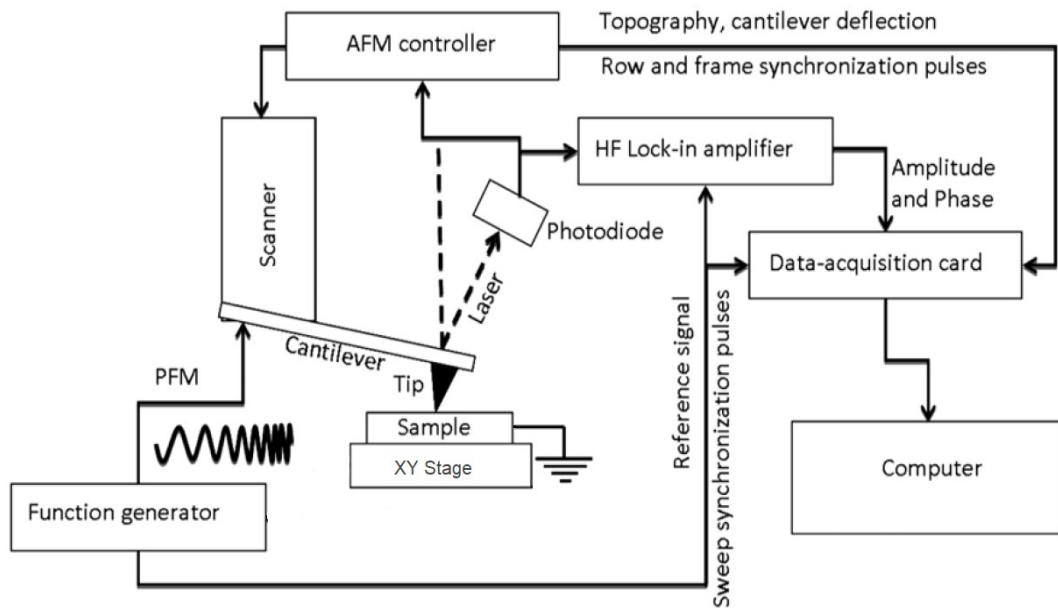 Topography, cantilever deflection
AFM controller
Row and frame synchronization pulses
HF Lock-in amplifier
Amplitude
and Phase
Scanner
Photodiode
Data-acquisition card
Laser
Cantilever
PFM
Tip
Reference signal
Sweep synchronization pulses
Sample
XY Stage
Computer
Function generator